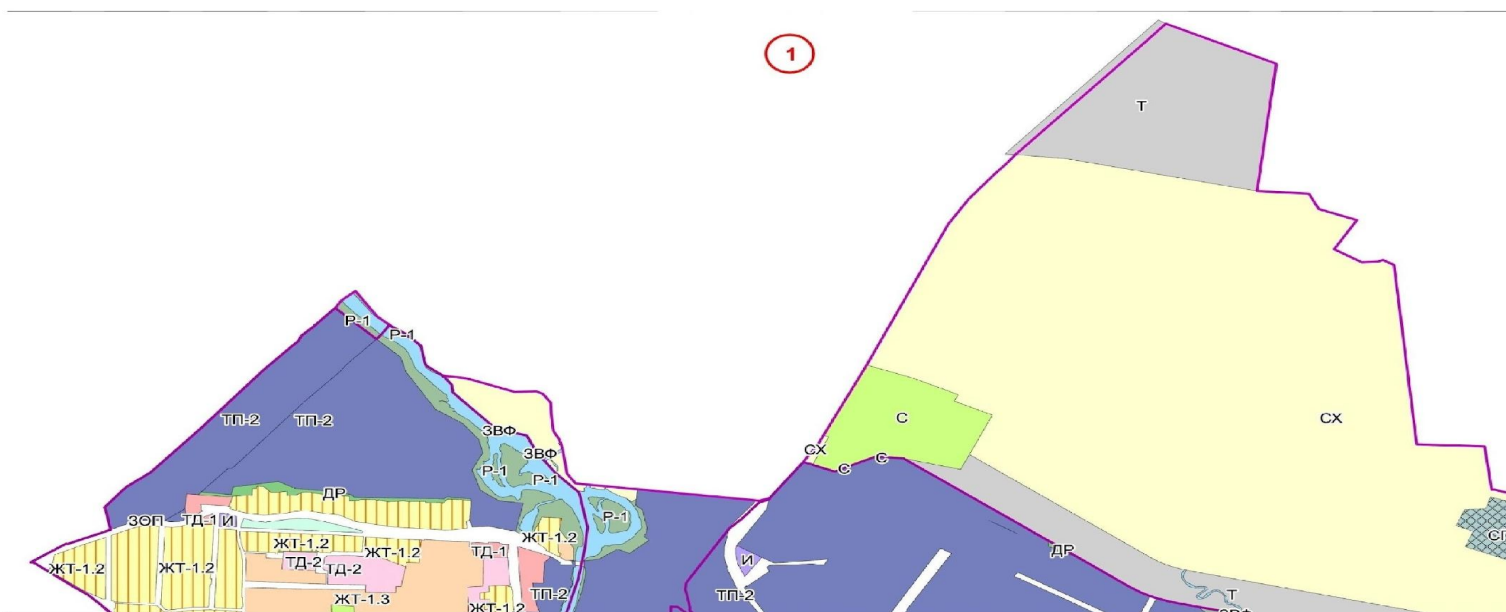 1
Т
Р-1
Р-1
ТП-2
ТП-2
СХ
С
ЗВФ
СХ
ЗВФ
С
С
Р-1
Р-1
ДР
Р-1
ЗОП
ТД-1
И
СП
ЖТ-1.2
ЖТ-1.2
ЖТ-1.2
ТД-1
ДР
И
ТД-2
ТД-2
ЖТ-1.2
ЖТ-1.2
ЖТ-1.3
ТП-2
ТП-2
Т
ЖТ-1.2
ЗВФ